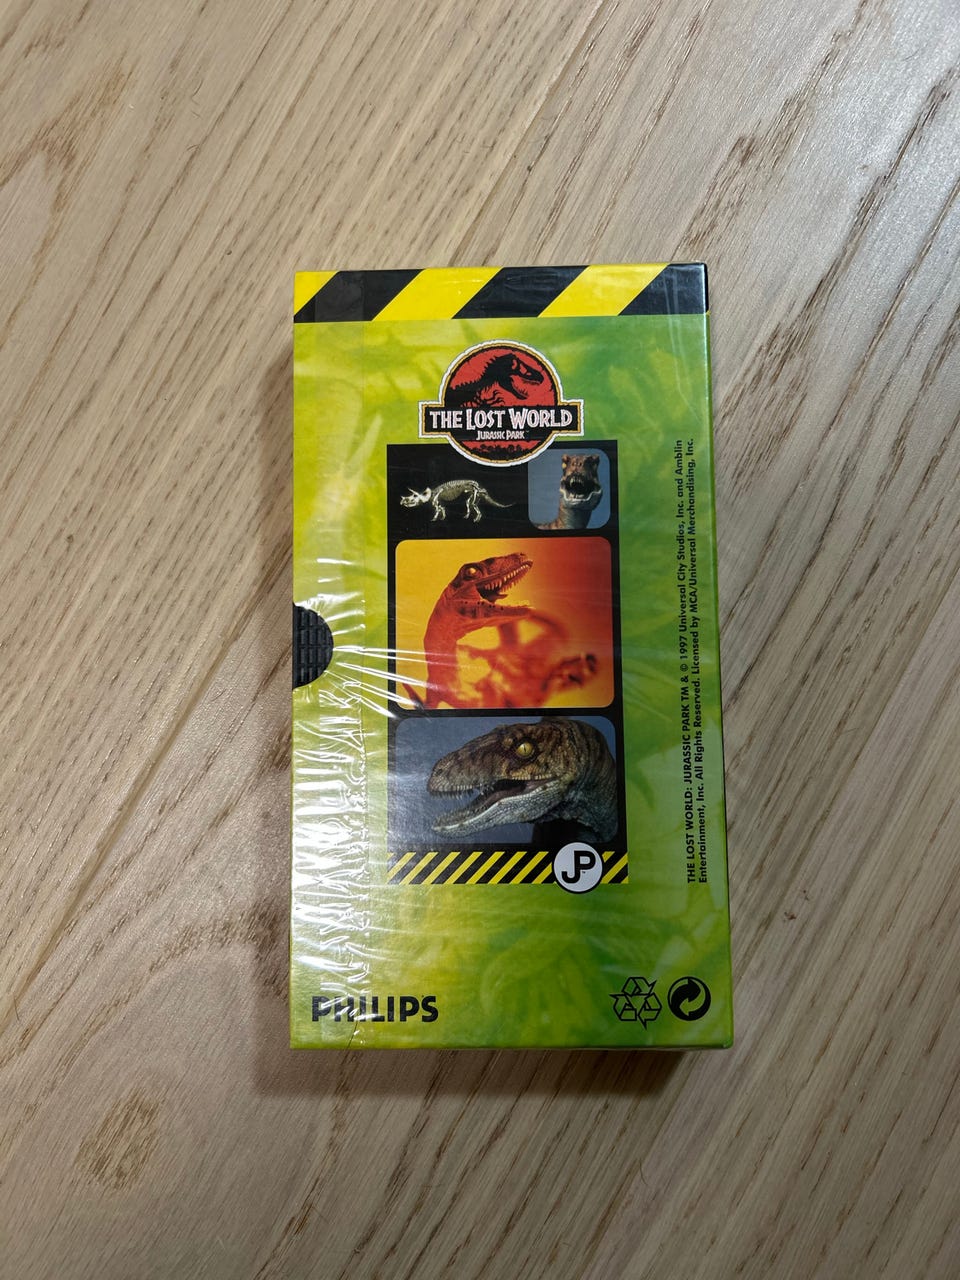 THE LOST WORLD
JURASSIC PARK™
THE LOST WORLD: JURASSIC PARK TM & © 1997 Universal City Studios, Inc. and Amblin
Entertainment, Inc. All Rights Reserved. Licensed by MCA/Universal Merchandising, Inc.
JP
PHILIPS